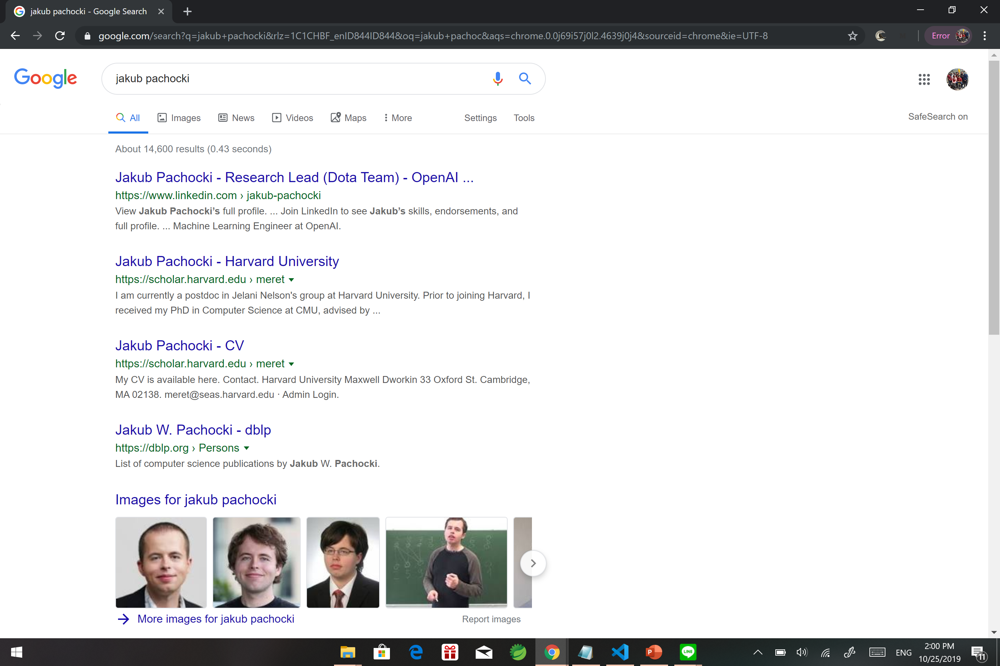 jakub pachocki - Google Search
google.com/search?q=jakub+pachocki&rlz=1C1CHBF_enID844ID844&oq=jakub+pachoc&aqs=chrome.0.0j69i57j0l2.4639j0j4&sourceid=chrome&ie=UTF-8
Error
Google
jakub pachocki
All Images News Videos Maps More Settings Tools SafeSearch on
About 14,600 results (0.43 seconds)
Jakub Pachocki - Research Lead (Dota Team) - OpenAI ...
https://www.linkedin.com › jakub-pachocki
View Jakub Pachocki’s full profile. ... Join LinkedIn to see Jakub’s skills, endorsements, and
full profile. ... Machine Learning Engineer at OpenAI.
Jakub Pachocki - Harvard University
https://scholar.harvard.edu › meret
I am currently a postdoc in Jelani Nelson's group at Harvard University. Prior to joining Harvard, I
received my PhD in Computer Science at CMU, advised by ...
Jakub Pachocki - CV
https://scholar.harvard.edu › meret
My CV is available here. Contact. Harvard University Maxwell Dworkin 33 Oxford St. Cambridge,
MA 02138. meret@seas.harvard.edu · Admin Login.
Jakub W. Pachocki - dblp
https://dblp.org › Persons
List of computer science publications by Jakub W. Pachocki.
Images for jakub pachocki
More images for jakub pachocki
Report images
P
LINE
ENG
2:00 PM
10/25/2019
11